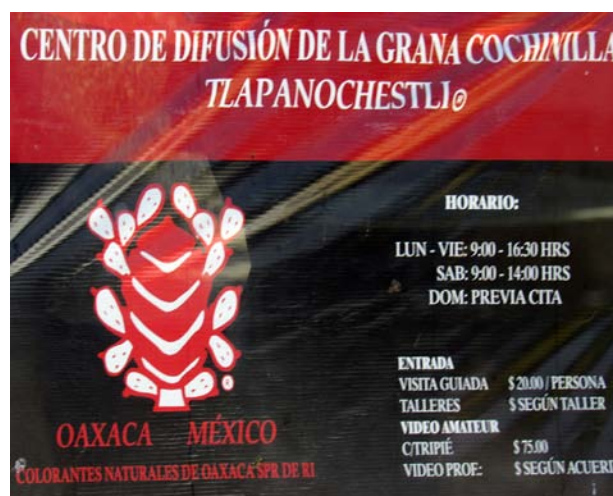 CENTRO DE DIFUSIÓN DE LA GRANA COCHINILLA
TLAPANOCHESTLI®
HORARIO:
LUN - VIE: 9:00 - 16:30 HRS
SAB: 9:00 - 14:00 HRS
DOM: PREVIA CITA
ENTRADA
VISITA GUIADA $ 20.00 / PERSONA
TALLERES $ SEGÚN TALLER
VIDEO AMATEUR
C/TRIPIÉ $ 75.00
VIDEO PROF.: $ SEGÚN ACUERD
®
OAXACA MÉXICO
COLORANTES NATURALES DE OAXACA SPR DE RI